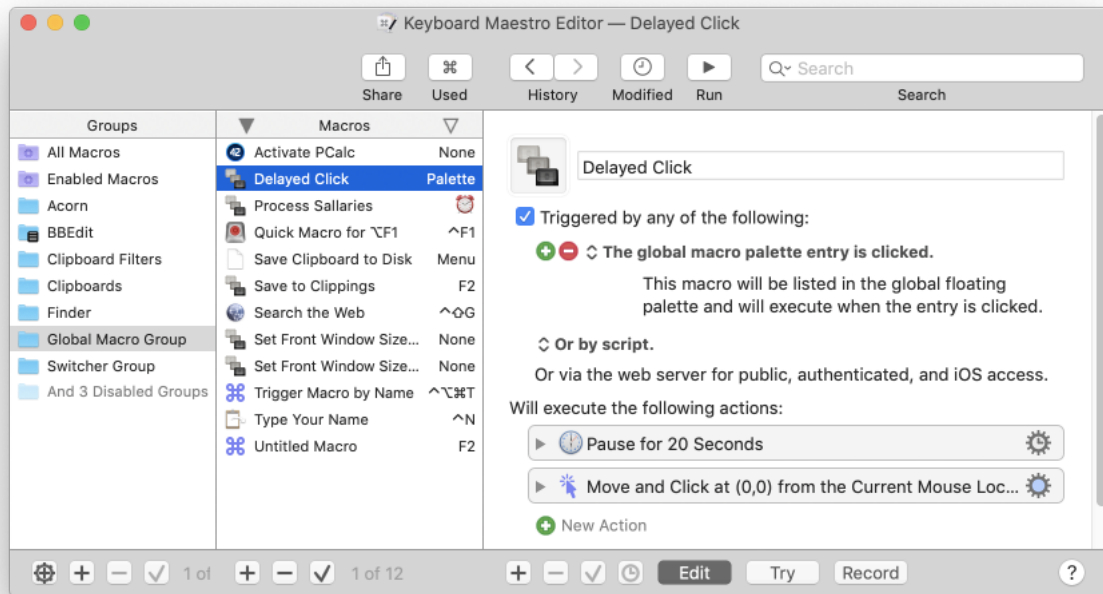 Keyboard Maestro Editor — Delayed Click
Search
Share Used History Modified Run Search
Groups
All Macros
Enabled Macros
Acorn
BBEdit
Clipboard Filters
Clipboards
Finder
Global Macro Group
Switcher Group
And 3 Disabled Groups
Macros
42 Activate PCalc None
Delayed Click Palette
Process Sallaries
Quick Macro for ⌥F1 ^F1
Save Clipboard to Disk Menu
Save to Clippings F2
Search the Web ^⇧G
Set Front Window Size... None
Set Front Window Size... None
Trigger Macro by Name ^⌥⌘T
Type Your Name ^N
Untitled Macro F2
Delayed Click
Triggered by any of the following:
The global macro palette entry is clicked.
This macro will be listed in the global floating
palette and will execute when the entry is clicked.
Or by script.
Or via the web server for public, authenticated, and iOS access.
Will execute the following actions:
Pause for 20 Seconds
Move and Click at (0,0) from the Current Mouse Loc...
New Action
1 of
1 of 12
Edit Try Record ?